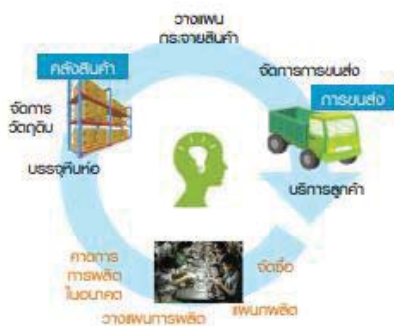 วางแผน
กระจายสินค้า
คลังสินค้า
จัดการขนส่ง
การขนส่ง
จัดการ
วัตถุดิบ
บรรจุหีบห่อ
บริการลูกค้า
คาดการ
การผลิต
ในอนาคต
จัดซื้อ
แผนกผลิต
วางแผนการผลิต